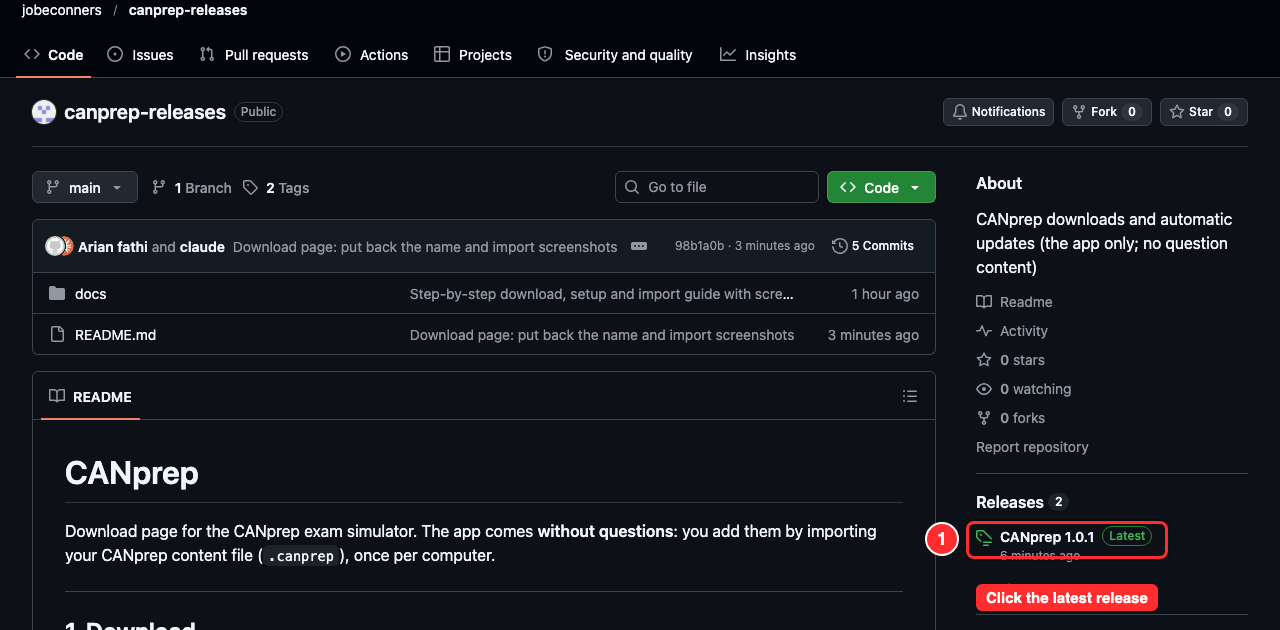 jobeconners / canprep-releases
Code Issues Pull requests Actions Projects Security and quality Insights
canprep-releases Public
Notifications Fork 0 Star 0
main 1 Branch 2 Tags Go to file Code
Arian fathi and claude Download page: put back the name and import screenshots 98b1a0b · 3 minutes ago 5 Commits
docs Step-by-step download, setup and import guide with scre... 1 hour ago
README.md Download page: put back the name and import screenshots 3 minutes ago
README
CANprep
Download page for the CANprep exam simulator. The app comes without questions: you add them by importing
your CANprep content file ( .canprep ), once per computer.
1. Download
About
CANprep downloads and automatic
updates (the app only; no question
content)
Readme
Activity
0 stars
0 watching
0 forks
Report repository
Releases 2
1 CANprep 1.0.1 Latest
6 minutes ago
Click the latest release